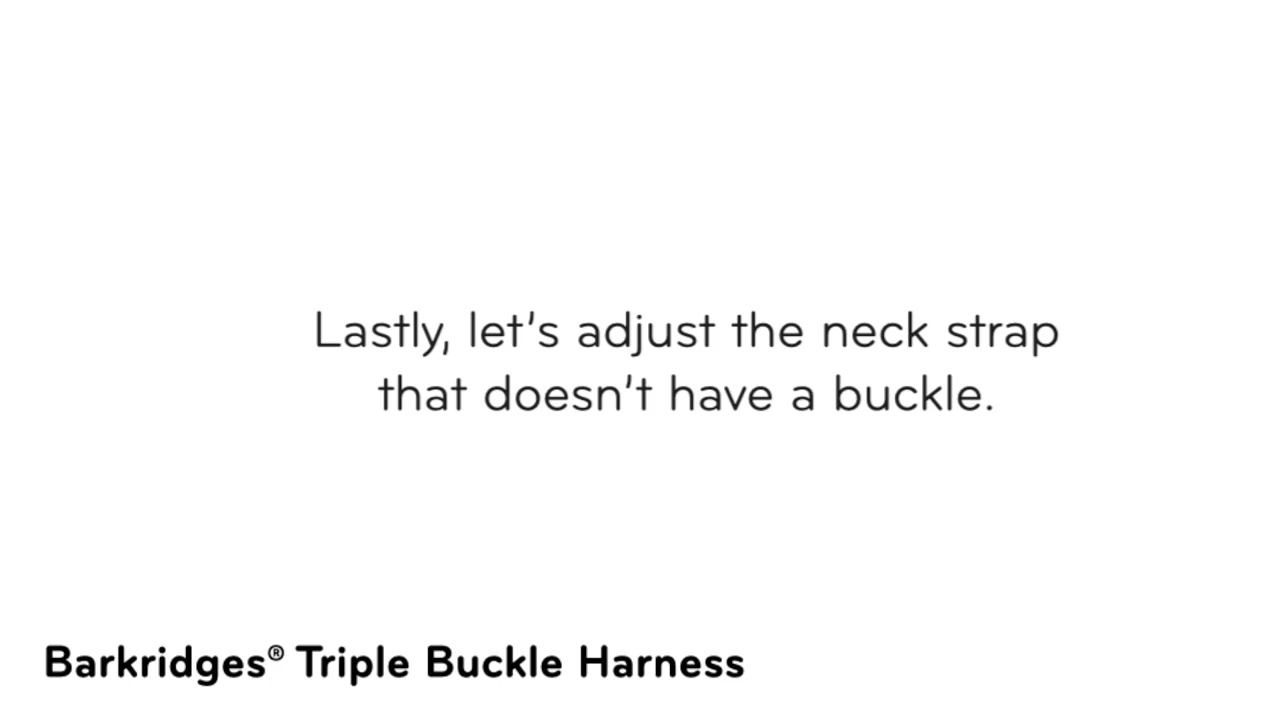 Lastly, let's adjust the neck strap
that doesn't have a buckle.
Barkridges® Triple Buckle Harness